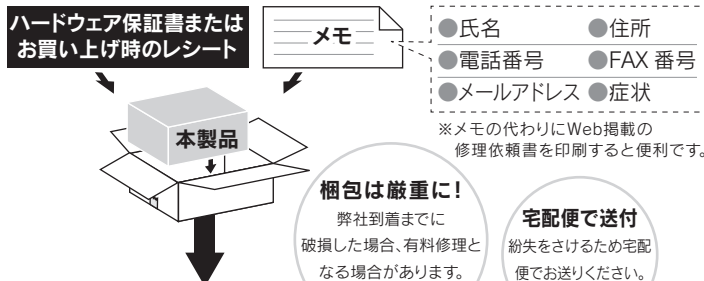 ハードウェア保証書または
お買い上げ時のレシート
メモ
●氏名 ●住所
●電話番号 ●FAX 番号
●メールアドレス ●症状
※メモの代わりにWeb掲載の
修理依頼書を印刷すると便利です。
本製品
梱包は厳重に!
弊社到着までに
破損した場合、有料修理と
なる場合があります。
宅配便で送付
紛失をさけるため宅配
便でお送りください。